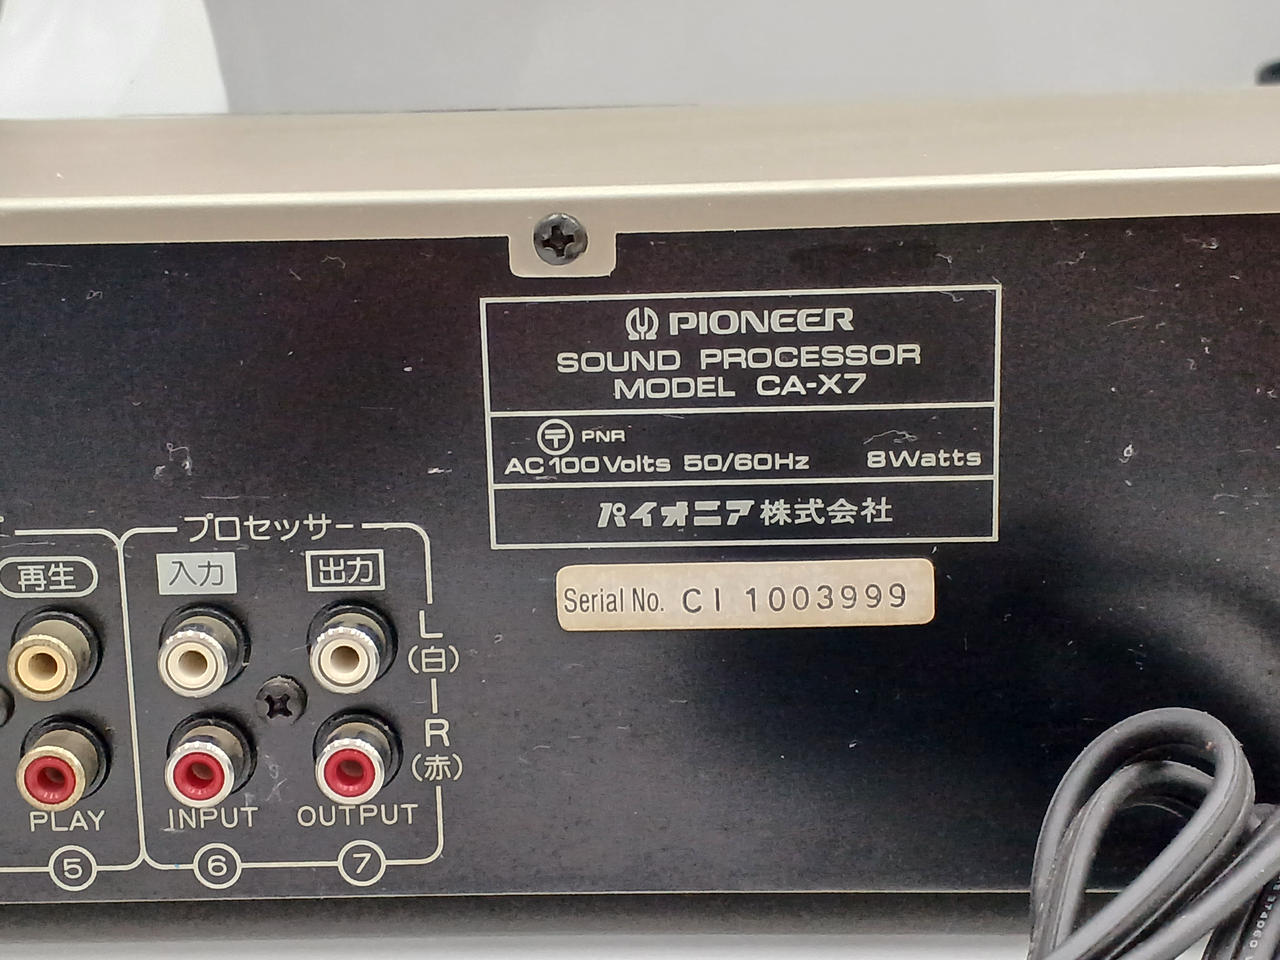 PIONEER
SOUND PROCESSOR
MODEL CA-X7
〒 PNR
AC 100 Volts 50/60Hz 8Watts
パイオニア株式会社
Serial No. CI 1003999
プロセッサー
再生 入力 出力
L
(白)
R
(赤)
PLAY INPUT OUTPUT
5 6 7